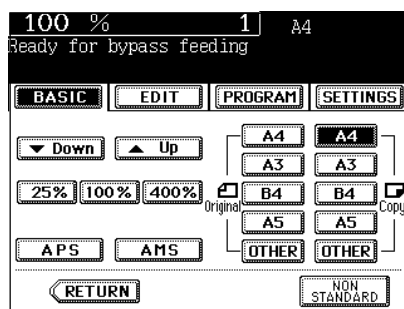 100 % 1 A4
Ready for bypass feeding
BASIC EDIT PROGRAM SETTINGS
A4 A4
Down Up
A3 A3
25% 100% 400% B4 B4
Original Copy
A5 A5
APS AMS OTHER OTHER
RETURN NON STANDARD